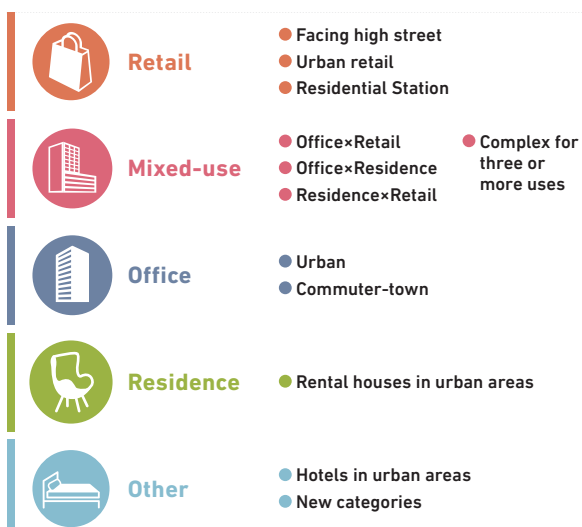 Retail
Facing high street
Urban retail
Residential Station
Mixed-use
Office×Retail
Office×Residence
Residence×Retail
Complex for
three or
more uses
Office
Urban
Commuter-town
Residence
Rental houses in urban areas
Other
Hotels in urban areas
New categories